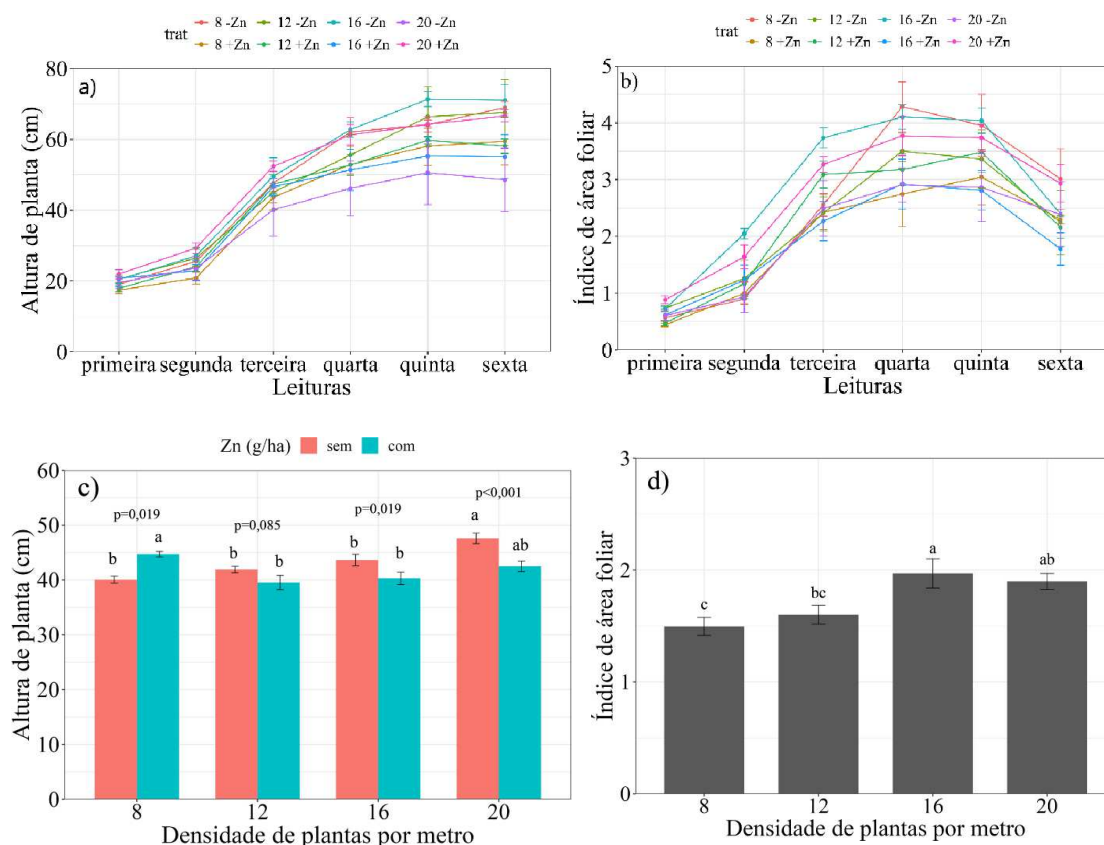 trat
8 -Zn 12 -Zn 16 -Zn 20 -Zn
8 +Zn 12 +Zn 16 +Zn 20 +Zn
a)
Altura de planta (cm)
80
60
40
20
0
primeira segunda terceira quarta quinta sexta
Leituras
trat
8 -Zn 12 -Zn 16 -Zn 20 -Zn
8 +Zn 12 +Zn 16 +Zn 20 +Zn
b)
Índice de área foliar
5
4
3
2
1
0
primeira segunda terceira quarta quinta sexta
Leituras
Zn (g/ha) sem com
c)
Altura de planta (cm)
60
50
40
30
20
10
0
p=0,019 p=0,085 p=0,019 p<0,001
b a b b b b a ab
8 12 16 20
Densidade de plantas por metro
d)
Índice de área foliar
3
2
1
0
c bc a ab
8 12 16 20
Densidade de plantas por metro